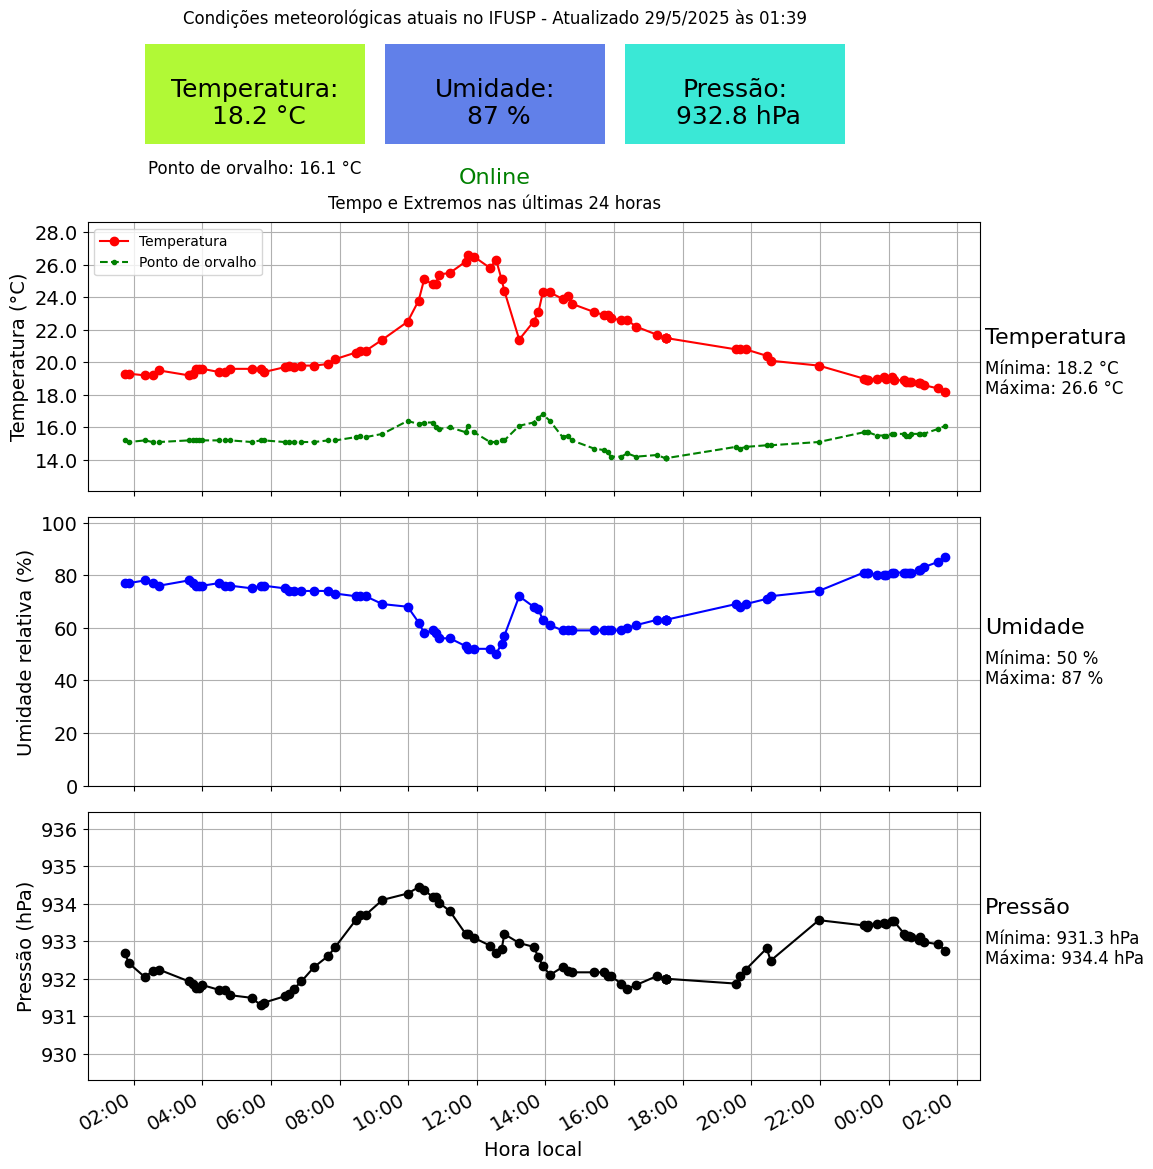 Condições meteorológicas atuais no IFUSP - Atualizado 29/5/2025 às 01:39
Temperatura:
18.2 °C
Umidade:
87 %
Pressão:
932.8 hPa
Ponto de orvalho: 16.1 °C
Online
Tempo e Extremos nas últimas 24 horas
Temperatura (°C)
28.0
26.0
24.0
22.0
20.0
18.0
16.0
14.0
Temperatura
Ponto de orvalho
Temperatura
Mínima: 18.2 °C
Máxima: 26.6 °C
Umidade relativa (%)
100
80
60
40
20
0
Umidade
Mínima: 50 %
Máxima: 87 %
Pressão (hPa)
936
935
934
933
932
931
930
Pressão
Mínima: 931.3 hPa
Máxima: 934.4 hPa
02:00
04:00
06:00
08:00
10:00
12:00
14:00
16:00
18:00
20:00
22:00
00:00
02:00
Hora local